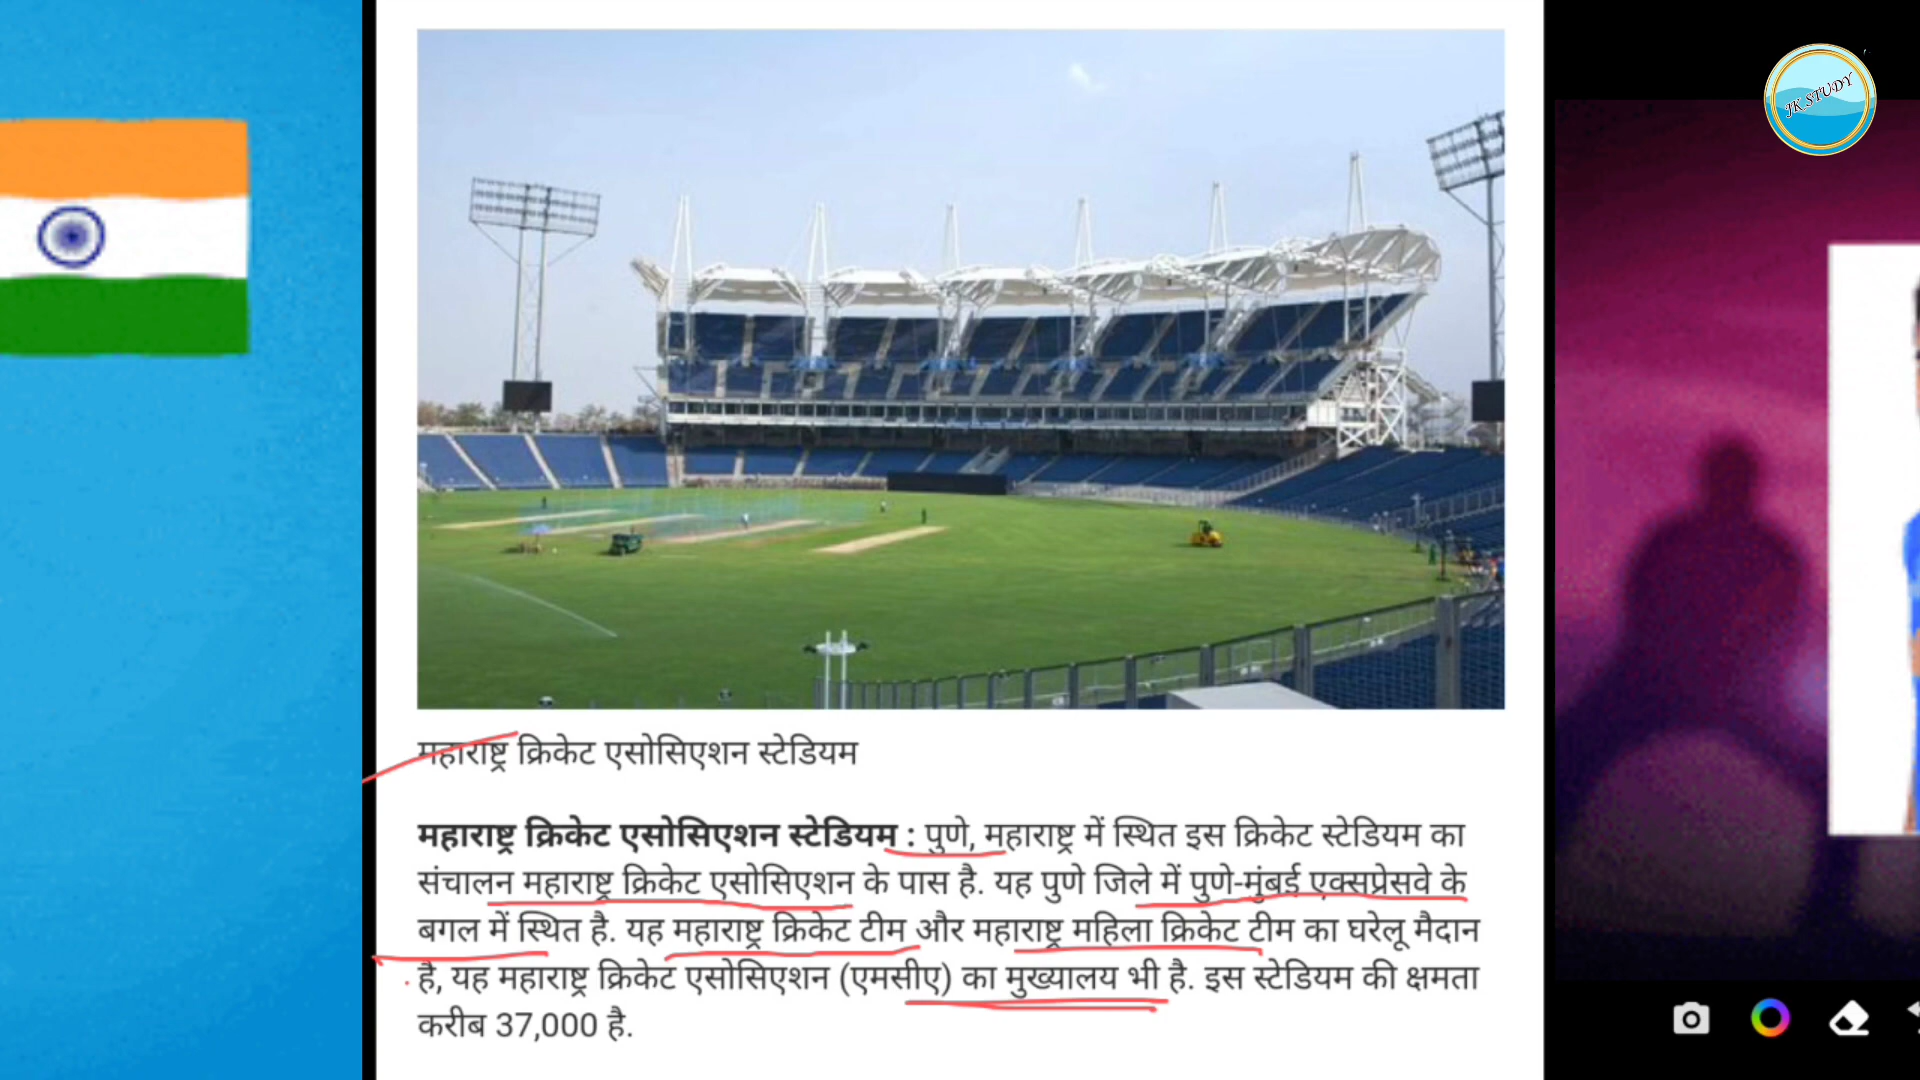 JK STUDY
महाराष्ट्र क्रिकेट एसोसिएशन स्टेडियम
महाराष्ट्र क्रिकेट एसोसिएशन स्टेडियम : पुणे, महाराष्ट्र में स्थित इस क्रिकेट स्टेडियम का
संचालन महाराष्ट्र क्रिकेट एसोसिएशन के पास है. यह पुणे जिले में पुणे-मुंबई एक्सप्रेसवे के
बगल में स्थित है. यह महाराष्ट्र क्रिकेट टीम और महाराष्ट्र महिला क्रिकेट टीम का घरेलू मैदान
है, यह महाराष्ट्र क्रिकेट एसोसिएशन (एमसीए) का मुख्यालय भी है. इस स्टेडियम की क्षमता
करीब 37,000 है.